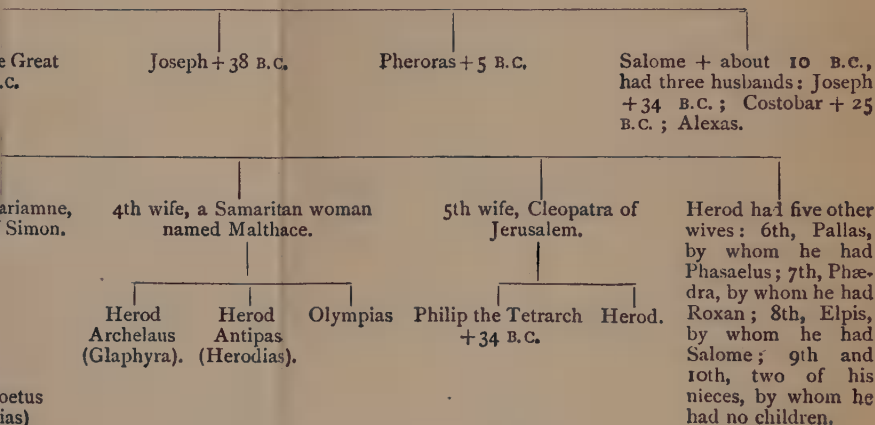 e Great
.C.
Joseph + 38 B.C.
Pheroras + 5 B.C.
Salome + about 10 B.C.,
had three husbands: Joseph
+34 B.C.; Costobar + 25
B.C.; Alexas.
ariamne,
Simon.
4th wife, a Samaritan woman
named Malthace.
5th wife, Cleopatra of
Jerusalem.
Herod had five other
wives: 6th, Pallas,
by whom he had
Phasaelus; 7th, Phæ-
dra, by whom he had
Roxan; 8th, Elpis,
by whom he had
Salome; 9th and
10th, two of his
nieces, by whom he
had no children.
Herod
Archelaus
(Glaphyra).
Herod
Antipas
(Herodias).
Olympias
Philip the Tetrarch
+34 B.C.
Herod.
oetus
ias)